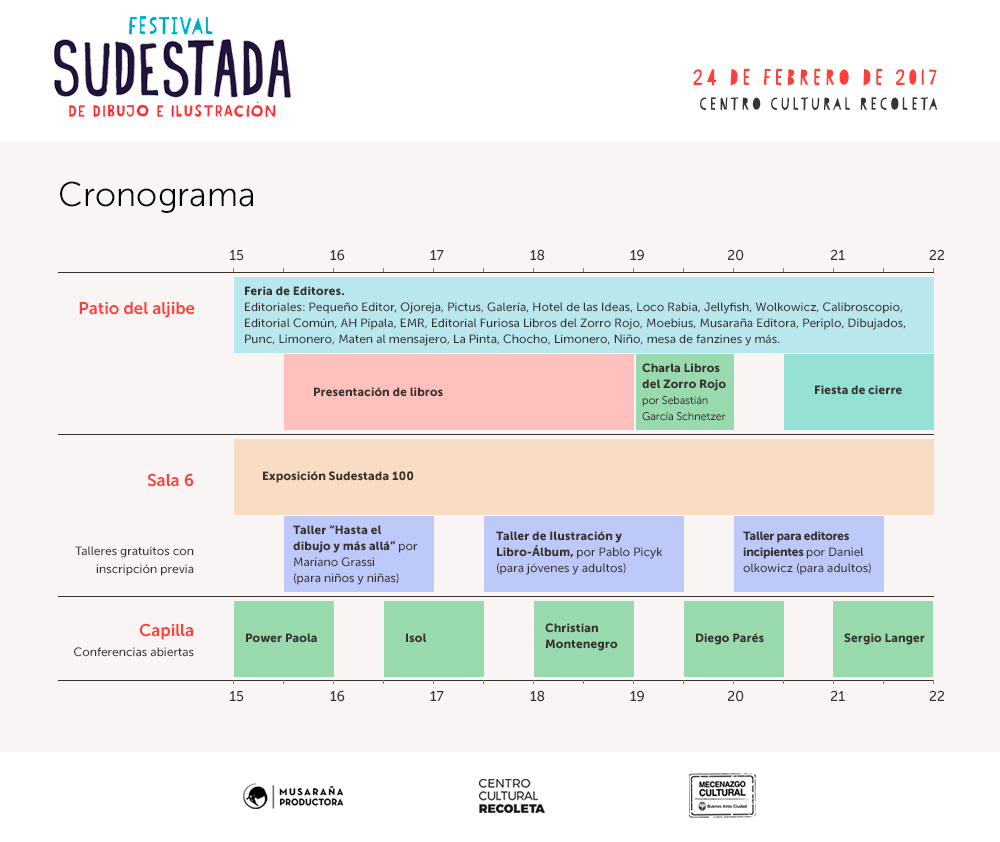 FESTIVAL
SUDESTADA
DE DIBUJO E ILUSTRACIÓN
24 DE FEBRERO DE 2017
CENTRO CULTURAL RECOLETA
Cronograma
15 16 17 18 19 20 21 22
Patio del aljibe
Feria de Editores.
Editoriales: Pequeño Editor, Ojoreja, Pictus, Galería, Hotel de las Ideas, Loco Rabia, Jellyfish, Wolkowicz, Calibroscopio,
Editorial Común, AH Pípala, EMR, Editorial Furiosa Libros del Zorro Rojo, Moebius, Musaraña Editora, Periplo, Dibujados,
Punc, Limonero, Maten al mensajero, La Pinta, Chocho, Limonero, Niño, mesa de fanzines y más.
Presentación de libros
Charla Libros
del Zorro Rojo
por Sebastián
García Schnetzer
Fiesta de cierre
Sala 6
Exposición Sudestada 100
Talleres gratuitos con
inscripción previa
Taller “Hasta el
dibujo y más allá” por
Mariano Grassi
(para niños y niñas)
Taller de Ilustración y
Libro-Álbum, por Pablo Picyk
(para jóvenes y adultos)
Taller para editores
incipientes por Daniel
olkowicz (para adultos)
Capilla
Conferencias abiertas
Power Paola
Isol
Christian
Montenegro
Diego Parés
Sergio Langer
15 16 17 18 19 20 21 22
MUSARAÑA
PRODUCTORA
CENTRO
CULTURAL
RECOLETA
MECENAZGO
CULTURAL
Buenos Aires Ciudad